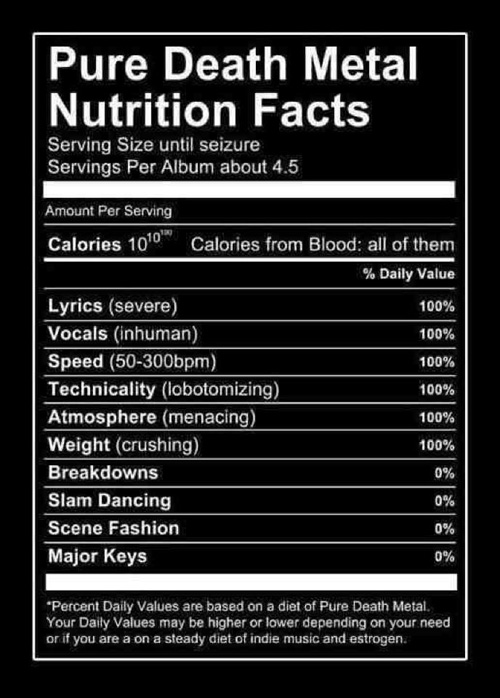 Pure Death Metal
Nutrition Facts
Serving Size until seizure
Servings Per Album about 4.5
Amount Per Serving
Calories 10^10^100 Calories from Blood: all of them
% Daily Value
Lyrics (severe) 100%
Vocals (inhuman) 100%
Speed (50-300bpm) 100%
Technicality (lobotomizing) 100%
Atmosphere (menacing) 100%
Weight (crushing) 100%
Breakdowns 0%
Slam Dancing 0%
Scene Fashion 0%
Major Keys 0%
*Percent Daily Values are based on a diet of Pure Death Metal.
Your Daily Values may be higher or lower depending on your need
or if you are a on a steady diet of indie music and estrogen.